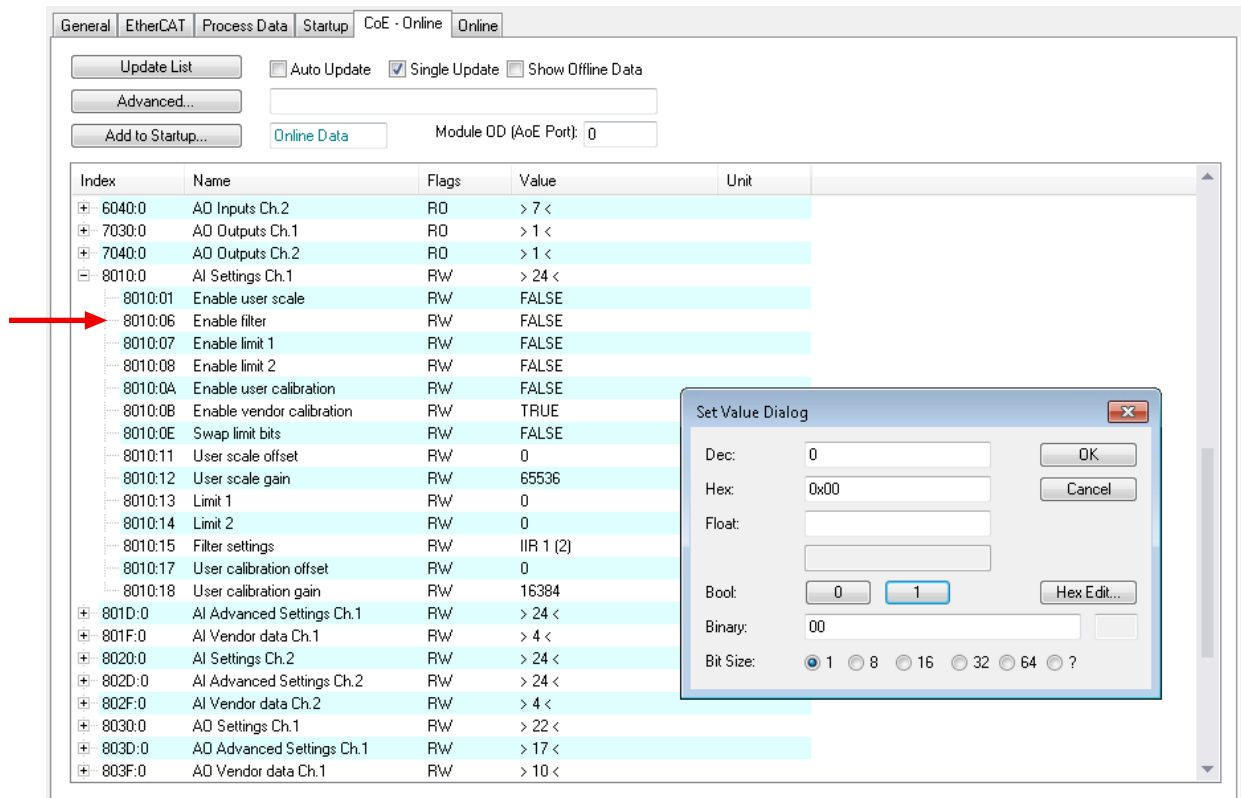 General EtherCAT Process Data Startup CoE - Online Online
Update List Auto Update Single Update Show Offline Data
Advanced...
Add to Startup... Online Data Module OD (AoE Port): 0
Index Name Flags Value Unit
6040:0 AO Inputs Ch.2 RO > 7 <
7030:0 AO Outputs Ch.1 RO > 1 <
7040:0 AO Outputs Ch.2 RO > 1 <
8010:0 AI Settings Ch.1 RW > 24 <
8010:01 Enable user scale RW FALSE
8010:06 Enable filter RW FALSE
8010:07 Enable limit 1 RW FALSE
8010:08 Enable limit 2 RW FALSE
8010:0A Enable user calibration RW FALSE
8010:0B Enable vendor calibration RW TRUE
8010:0E Swap limit bits RW FALSE
8010:11 User scale offset RW 0
8010:12 User scale gain RW 65536
8010:13 Limit 1 RW 0
8010:14 Limit 2 RW 0
8010:15 Filter settings RW IIR 1 (2)
8010:17 User calibration offset RW 0
8010:18 User calibration gain RW 16384
801D:0 AI Advanced Settings Ch.1 RW > 24 <
801F:0 AI Vendor data Ch.1 RW > 4 <
8020:0 AI Settings Ch.2 RW > 24 <
802D:0 AI Advanced Settings Ch.2 RW > 24 <
802F:0 AI Vendor data Ch.2 RW > 4 <
8030:0 AO Settings Ch.1 RW > 22 <
803D:0 AO Advanced Settings Ch.1 RW > 17 <
803F:0 AO Vendor data Ch.1 RW > 10 <
Set Value Dialog
Dec: 0 OK
Hex: 0x00 Cancel
Float:
Bool: 0 1 Hex Edit...
Binary: 00
Bit Size: 1 8 16 32 64 ?